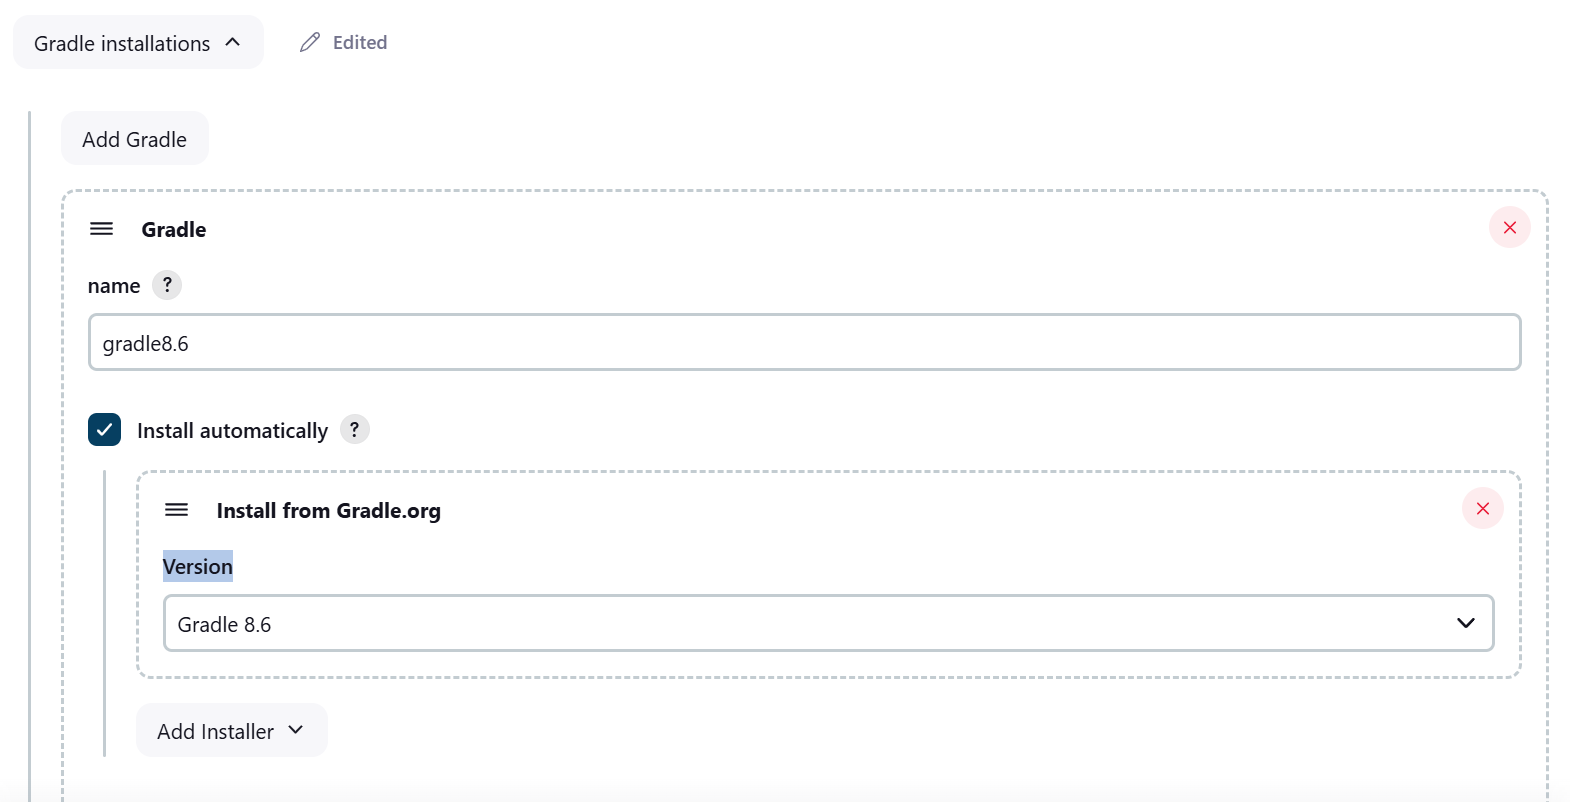 Gradle installations
Edited
Add Gradle
Gradle
name ?
gradle8.6
Install automatically ?
Install from Gradle.org
Version
Gradle 8.6
Add Installer